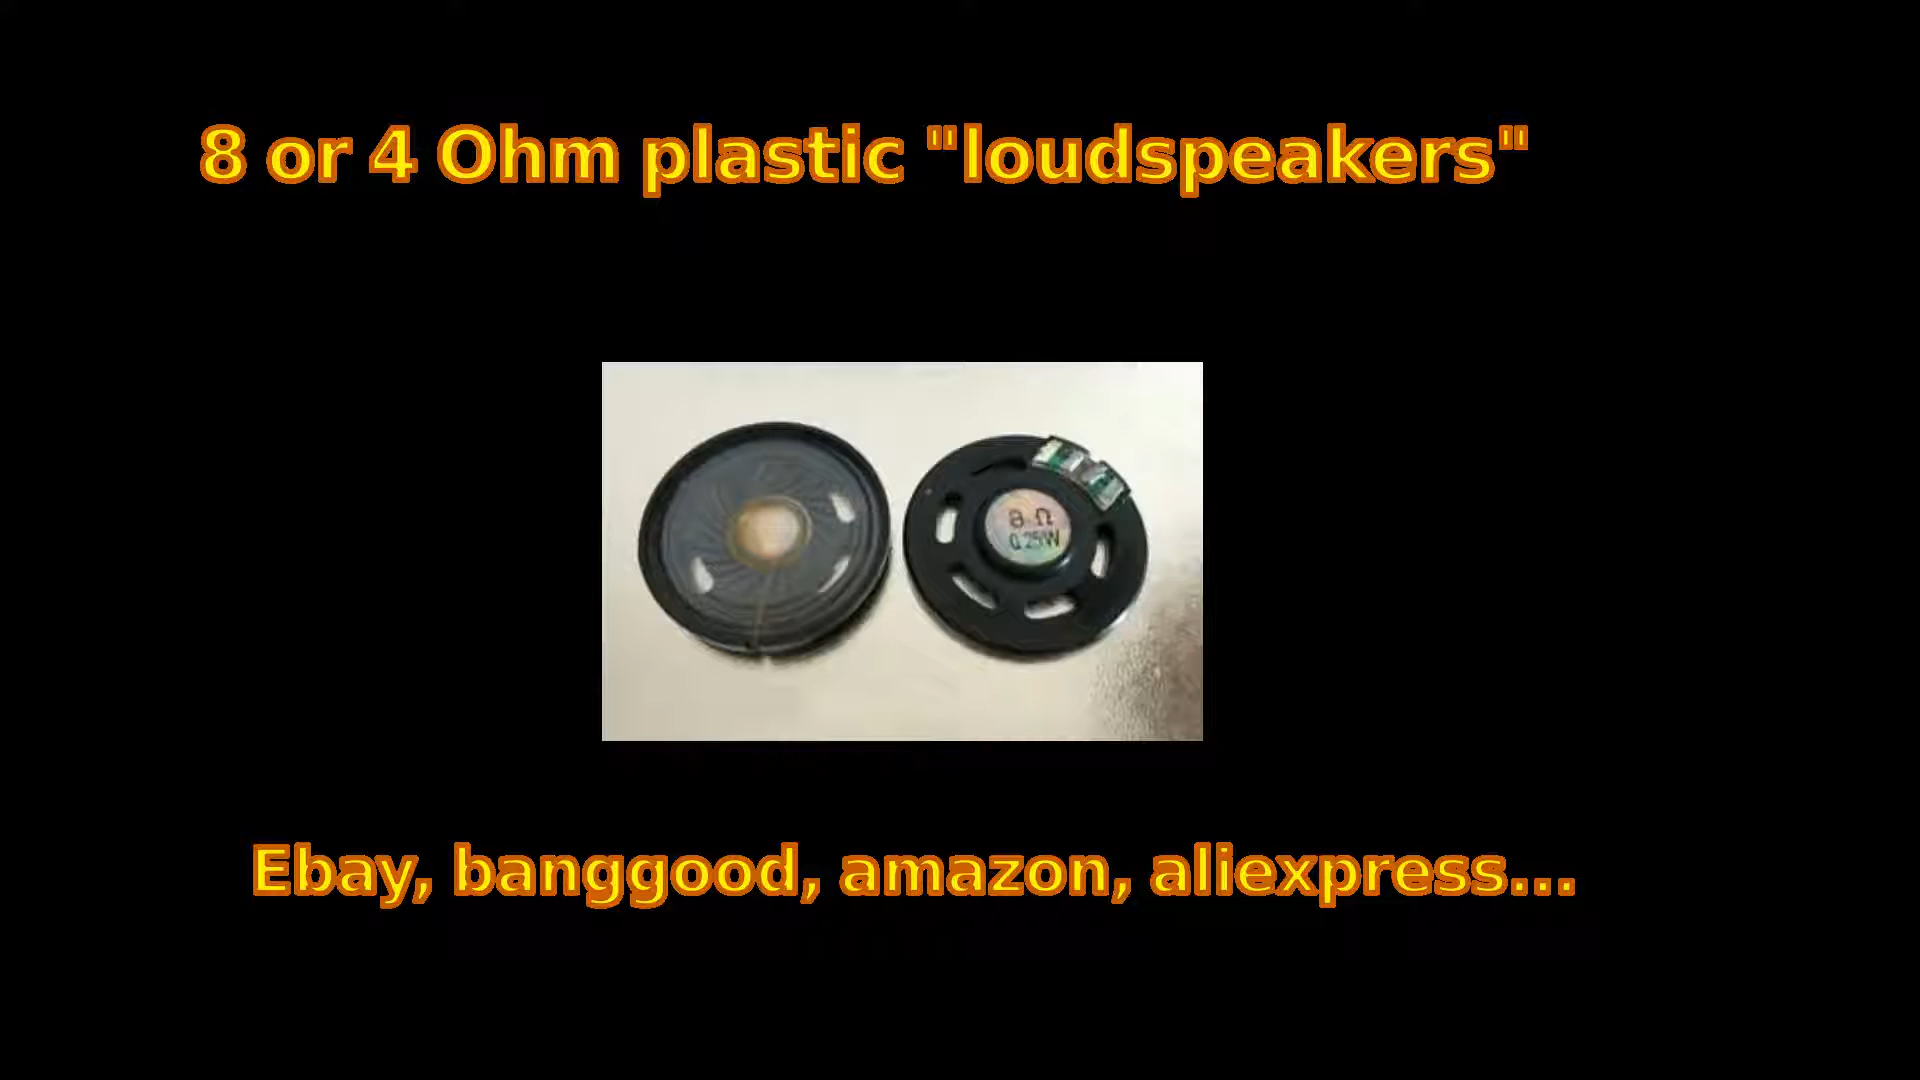 8 or 4 Ohm plastic "loudspeakers"
8 Ω
0.25W
Ebay, banggood, amazon, aliexpress...